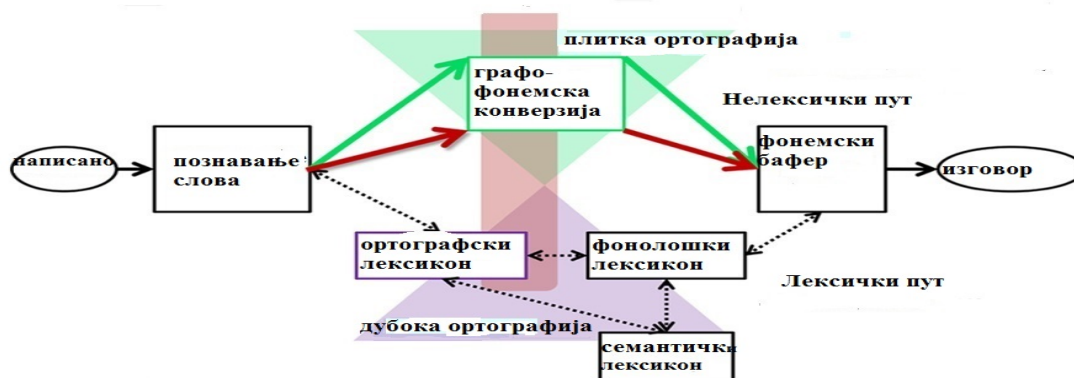 плитка ортографија
графо-
фонемска
конверзија
Нелексички пут
написано
познавање
слова
фонемски
бафер
изговор
ортографски
лексикон
фонолошки
лексикон
Лексички пут
дубока ортографија
семантички
лексикон